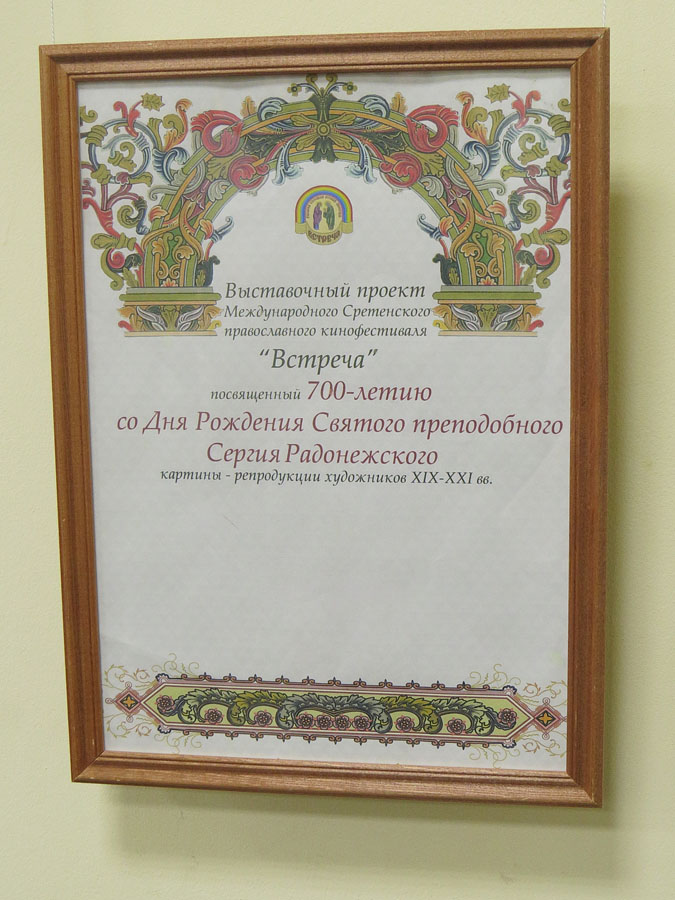 ВСТРЕЧА
Выставочный проект
Международного Сретенского
православного кинофестиваля
“Встреча”
посвященный 700-летию
со Дня Рождения Святого преподобного
Сергия Радонежского
картины - репродукции художников XIX-XXI вв.